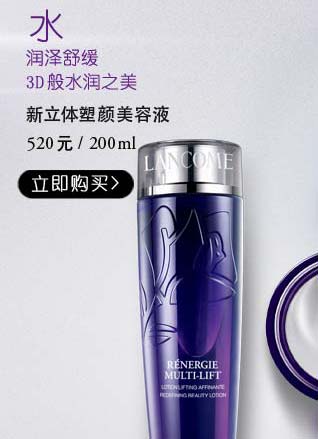 水
润泽舒缓
3D般水润之美
新立体塑颜美容液
520元 / 200ml
立即购买>
LANCOME
RÉNERGIE
MULTI-LIFT
LOTION LIFTING AFFINANTE
REDEFINING BEAUTY LOTION